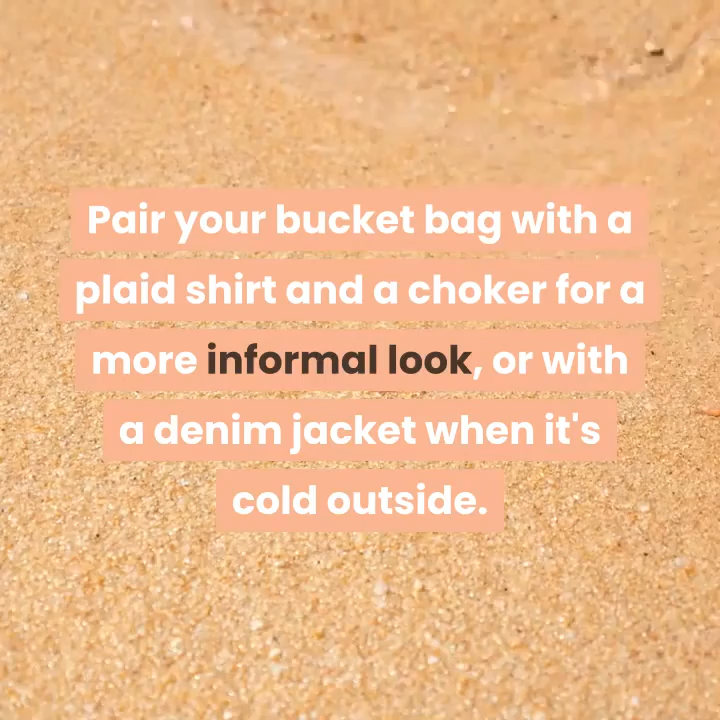 Pair your bucket bag with a
plaid shirt and a choker for a
more informal look, or with
a denim jacket when it's
cold outside.